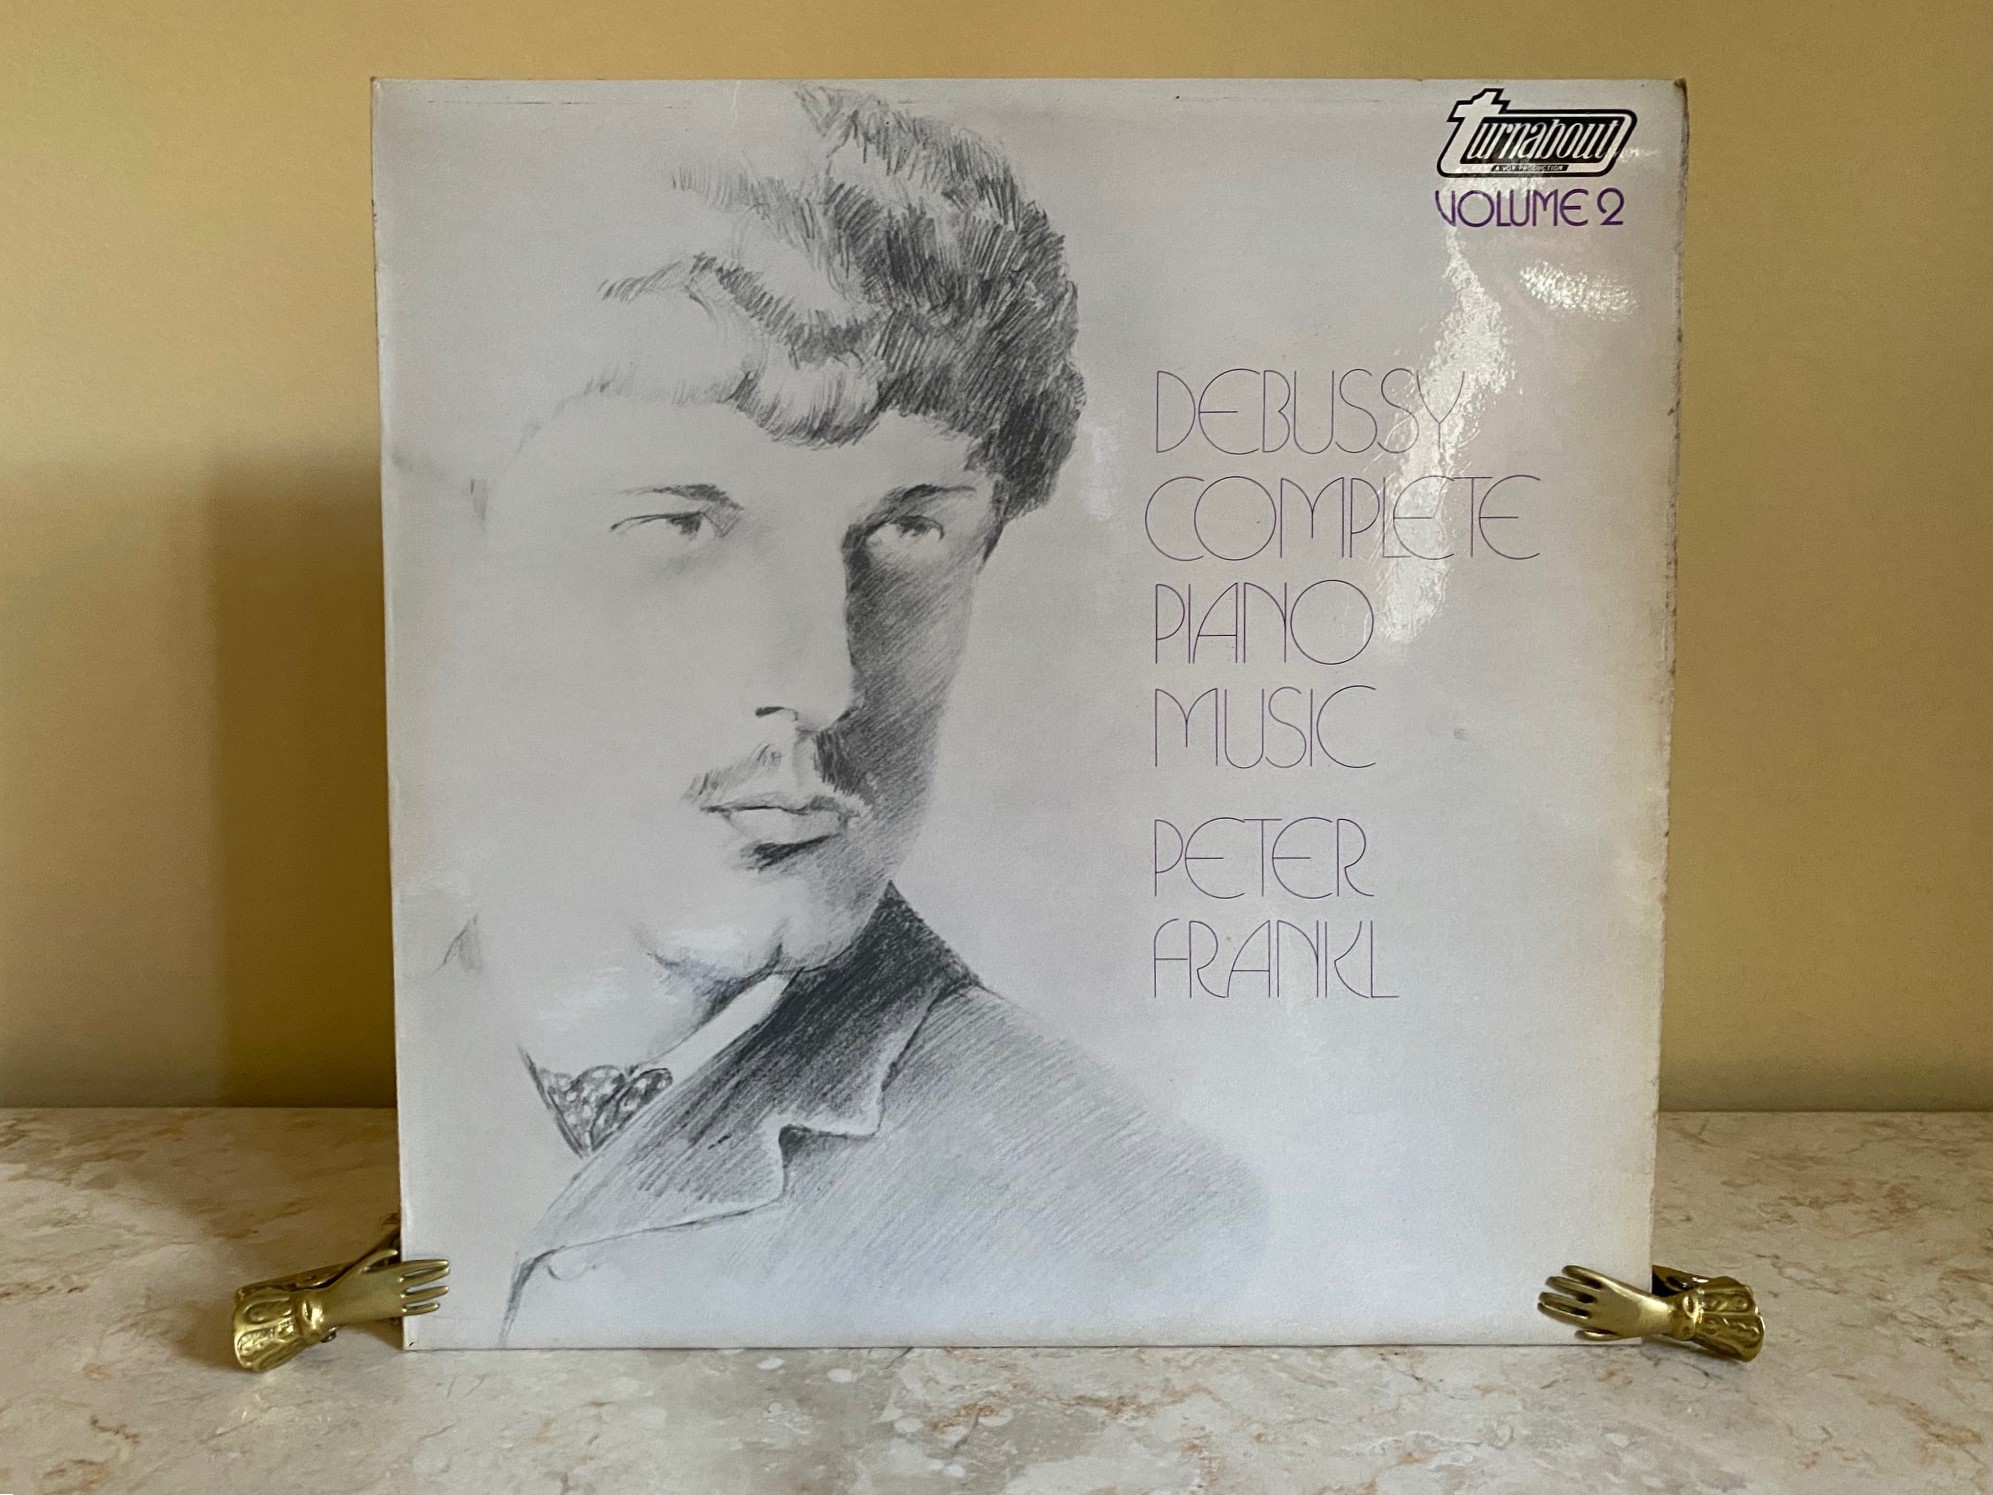 turnabout
A VOX PRODUCTION
VOLUME 2
DEBUSSY
COMPLETE
PIANO
MUSIC
PETER
FRANKL